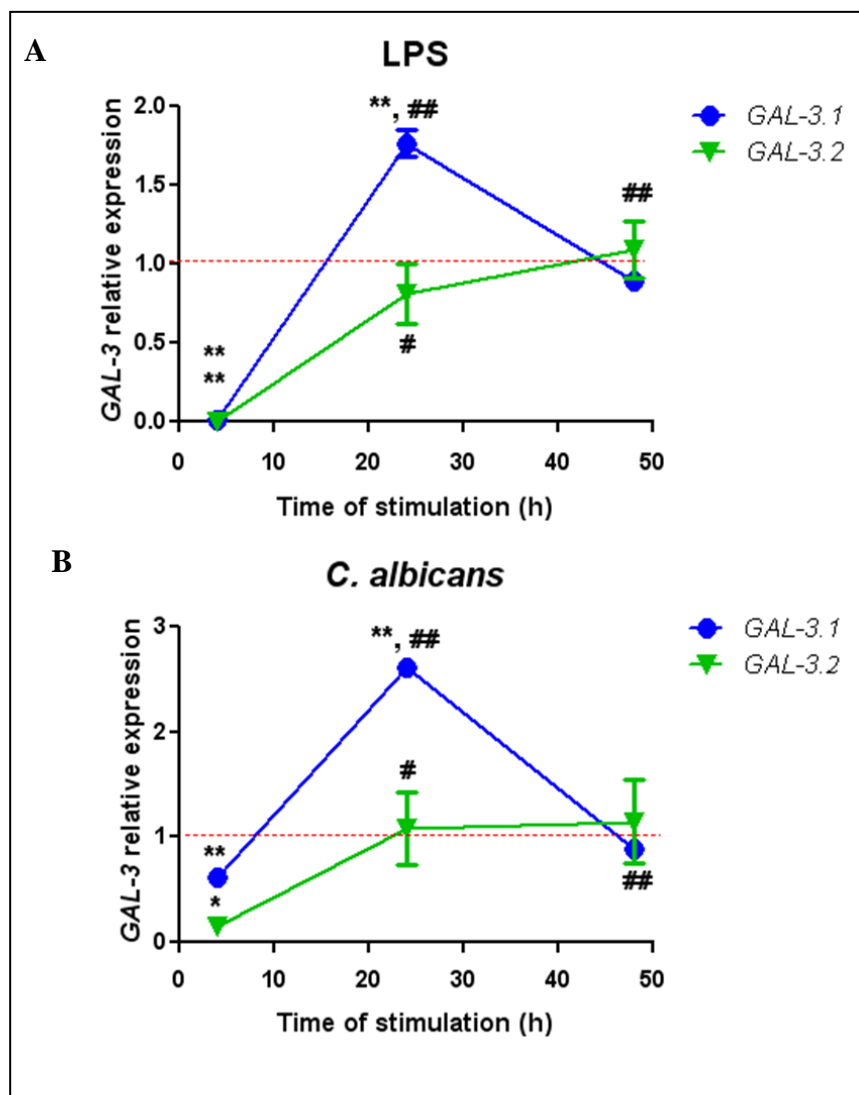 A
LPS
GAL-3 relative expression
2.0
1.5
1.0
0.5
0.0
**, ##
##
#
**
**
GAL-3.1
GAL-3.2
0 10 20 30 40 50
Time of stimulation (h)
B
C. albicans
GAL-3 relative expression
3
2
1
0
**, ##
#
**
*
##
GAL-3.1
GAL-3.2
0 10 20 30 40 50
Time of stimulation (h)